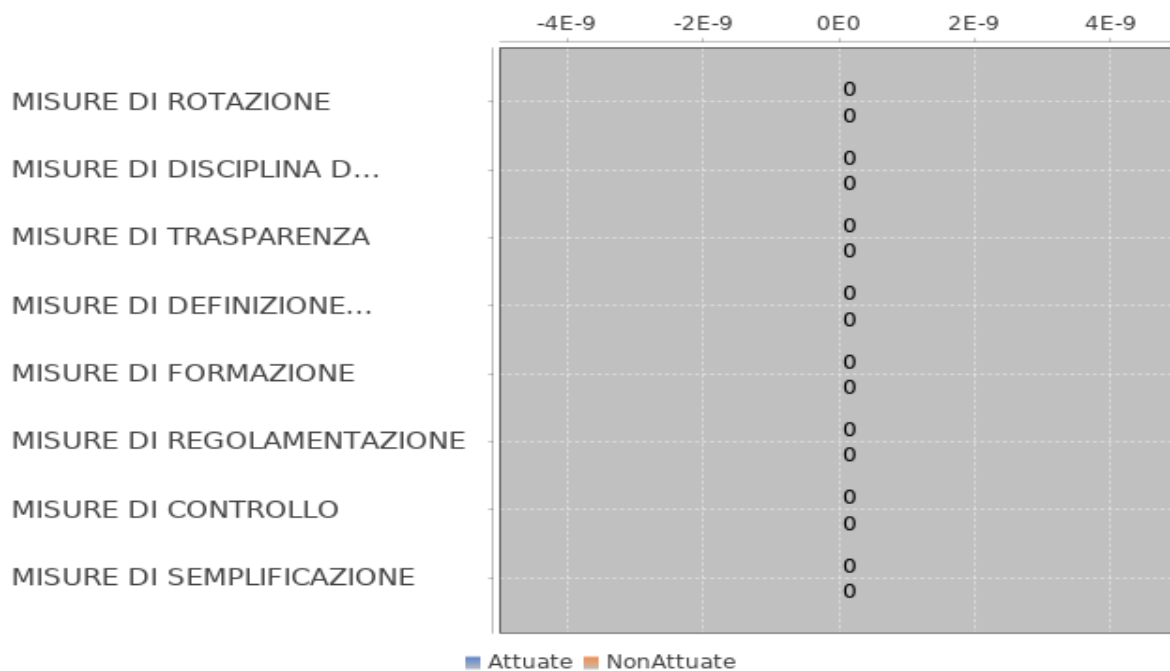 -4E-9 -2E-9 0E0 2E-9 4E-9
MISURE DI ROTAZIONE 0
0
MISURE DI DISCIPLINA D... 0
0
MISURE DI TRASPARENZA 0
0
MISURE DI DEFINIZIONE... 0
0
MISURE DI FORMAZIONE 0
0
MISURE DI REGOLAMENTAZIONE 0
0
MISURE DI CONTROLLO 0
0
MISURE DI SEMPLIFICAZIONE 0
0
Attuate NonAttuate